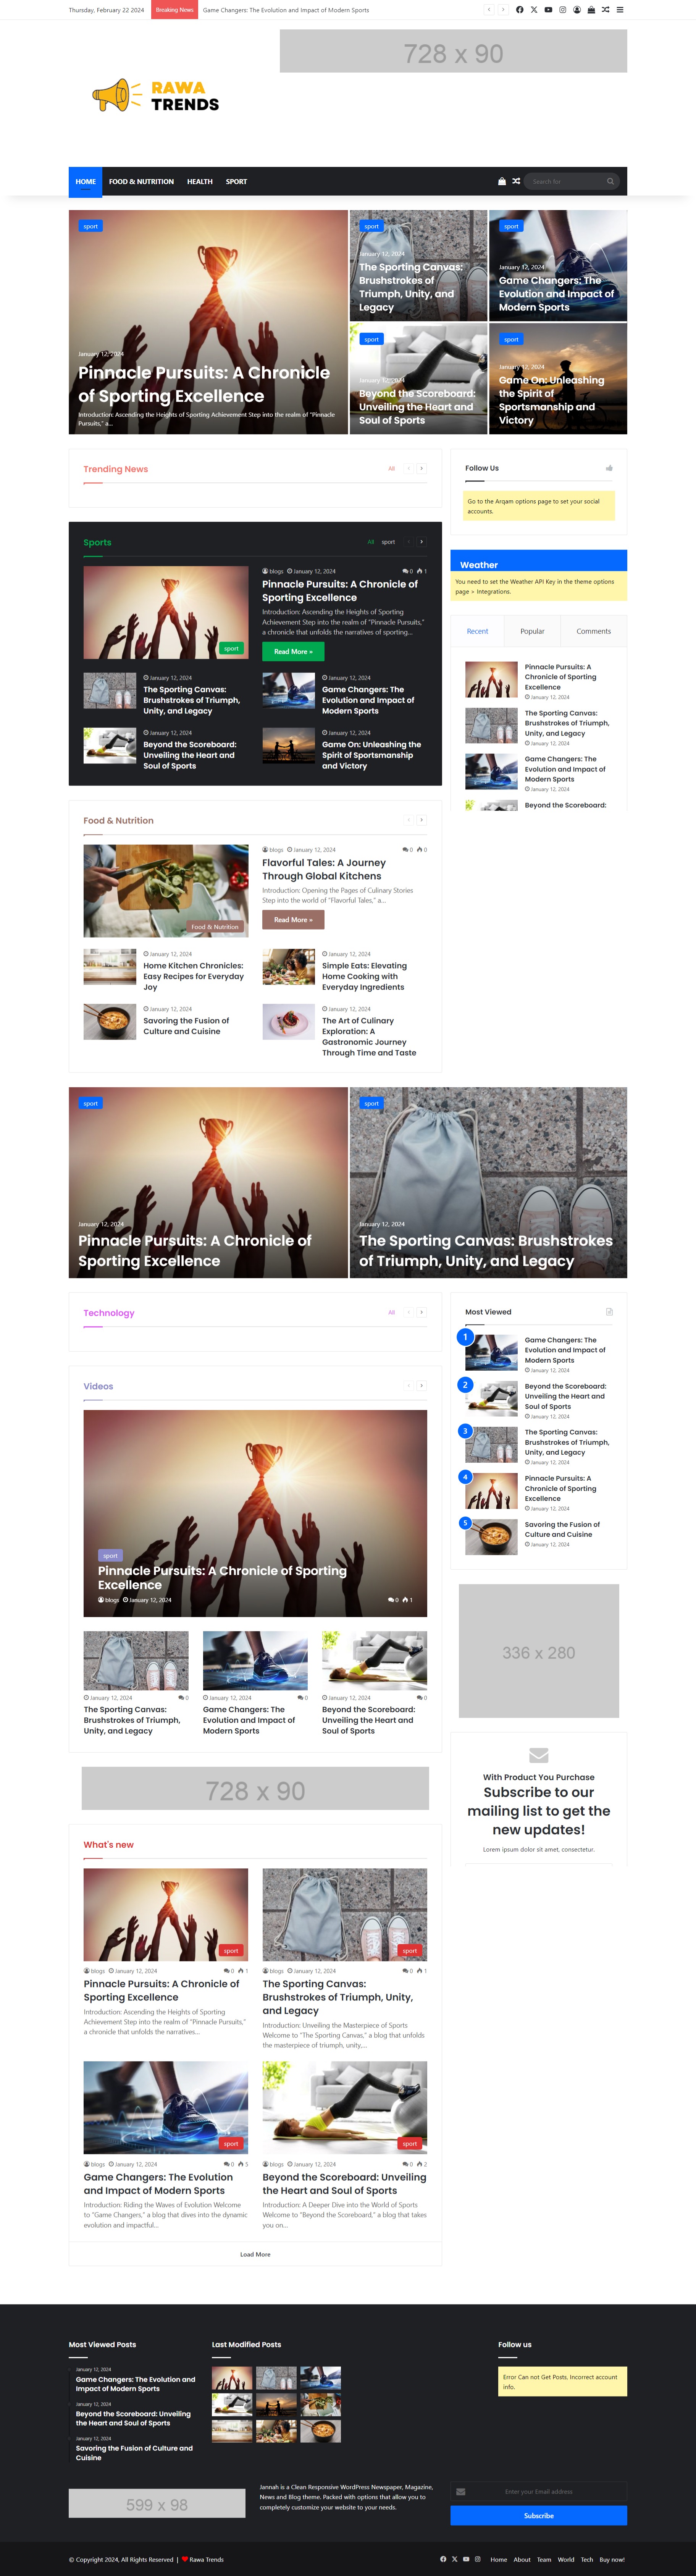 Thursday, February 22 2024
Breaking News
Game Changers: The Evolution and Impact of Modern Sports
728 x 90
RAWA
TRENDS
HOME
FOOD & NUTRITION
HEALTH
SPORT
Search for
sport
January 12, 2024
Pinnacle Pursuits: A Chronicle
of Sporting Excellence
Introduction: Ascending the Heights of Sporting Achievement Step into the realm of "Pinnacle
Pursuits," a…
sport
January 12, 2024
The Sporting Canvas:
Brushstrokes of
Triumph, Unity, and
Legacy
sport
January 12, 2024
Game Changers: The
Evolution and Impact of
Modern Sports
sport
January 12, 2024
Beyond the Scoreboard:
Unveiling the Heart and
Soul of Sports
sport
January 12, 2024
Game On: Unleashing
the Spirit of
Sportsmanship and
Victory
Trending News
All
Sports
All sport
sport
blogs January 12, 2024 0 1
Pinnacle Pursuits: A Chronicle of
Sporting Excellence
Introduction: Ascending the Heights of Sporting
Achievement Step into the realm of "Pinnacle Pursuits,"
a chronicle that unfolds the narratives of sporting…
Read More »
January 12, 2024
The Sporting Canvas:
Brushstrokes of Triumph,
Unity, and Legacy
January 12, 2024
Game Changers: The
Evolution and Impact of
Modern Sports
January 12, 2024
Beyond the Scoreboard:
Unveiling the Heart and
Soul of Sports
January 12, 2024
Game On: Unleashing the
Spirit of Sportsmanship
and Victory
Food & Nutrition
Food & Nutrition
blogs January 12, 2024 0 0
Flavorful Tales: A Journey
Through Global Kitchens
Introduction: Opening the Pages of Culinary Stories
Step into the world of "Flavorful Tales," a…
Read More »
January 12, 2024
Home Kitchen Chronicles:
Easy Recipes for Everyday
Joy
January 12, 2024
Simple Eats: Elevating
Home Cooking with
Everyday Ingredients
January 12, 2024
Savoring the Fusion of
Culture and Cuisine
January 12, 2024
The Art of Culinary
Exploration: A
Gastronomic Journey
Through Time and Taste
Follow Us
Go to the Arqam options page to set your social
accounts.
Weather
You need to set the Weather API Key in the theme options
page > Integrations.
Recent
Popular
Comments
Pinnacle Pursuits: A
Chronicle of Sporting
Excellence
January 12, 2024
The Sporting Canvas:
Brushstrokes of Triumph,
Unity, and Legacy
January 12, 2024
Game Changers: The
Evolution and Impact of
Modern Sports
January 12, 2024
Beyond the Scoreboard:
sport
January 12, 2024
Pinnacle Pursuits: A Chronicle of
Sporting Excellence
sport
January 12, 2024
The Sporting Canvas: Brushstrokes
of Triumph, Unity, and Legacy
Technology
All
Videos
sport
Pinnacle Pursuits: A Chronicle of Sporting
Excellence
blogs January 12, 2024 0 1
January 12, 2024 0
The Sporting Canvas:
Brushstrokes of Triumph,
Unity, and Legacy
January 12, 2024 0
Game Changers: The
Evolution and Impact of
Modern Sports
January 12, 2024 0
Beyond the Scoreboard:
Unveiling the Heart and
Soul of Sports
728 x 90
Most Viewed
1
Game Changers: The
Evolution and Impact of
Modern Sports
January 12, 2024
2
Beyond the Scoreboard:
Unveiling the Heart and
Soul of Sports
January 12, 2024
3
The Sporting Canvas:
Brushstrokes of Triumph,
Unity, and Legacy
January 12, 2024
4
Pinnacle Pursuits: A
Chronicle of Sporting
Excellence
January 12, 2024
5
Savoring the Fusion of
Culture and Cuisine
January 12, 2024
336 x 280
With Product You Purchase
Subscribe to our
mailing list to get the
new updates!
Lorem ipsum dolor sit amet, consectetur.
What's new
sport
blogs January 12, 2024 0 1
Pinnacle Pursuits: A Chronicle of
Sporting Excellence
Introduction: Ascending the Heights of Sporting
Achievement Step into the realm of "Pinnacle Pursuits,"
a chronicle that unfolds the narratives…
sport
blogs January 12, 2024 0 1
The Sporting Canvas:
Brushstrokes of Triumph, Unity,
and Legacy
Introduction: Unveiling the Masterpiece of Sports
Welcome to "The Sporting Canvas," a blog that unfolds
the masterpiece of triumph, unity,…
sport
blogs January 12, 2024 0 5
Game Changers: The Evolution
and Impact of Modern Sports
Introduction: Riding the Waves of Evolution Welcome
to "Game Changers," a blog that dives into the dynamic
evolution and impactful…
sport
blogs January 12, 2024 0 2
Beyond the Scoreboard: Unveiling
the Heart and Soul of Sports
Introduction: A Deeper Dive into the World of Sports
Welcome to "Beyond the Scoreboard," a blog that takes
you on…
Load More
Most Viewed Posts
January 12, 2024
Game Changers: The Evolution and
Impact of Modern Sports
January 12, 2024
Beyond the Scoreboard: Unveiling
the Heart and Soul of Sports
January 12, 2024
Savoring the Fusion of Culture and
Cuisine
Last Modified Posts
Follow us
Error Can not Get Posts, Incorrect account
info.
599 x 98
Jannah is a Clean Responsive WordPress Newspaper, Magazine,
News and Blog theme. Packed with options that allow you to
completely customize your website to your needs.
Enter your Email address
Subscribe
© Copyright 2024, All Rights Reserved | Rawa Trends
Home About Team World Tech Buy now!